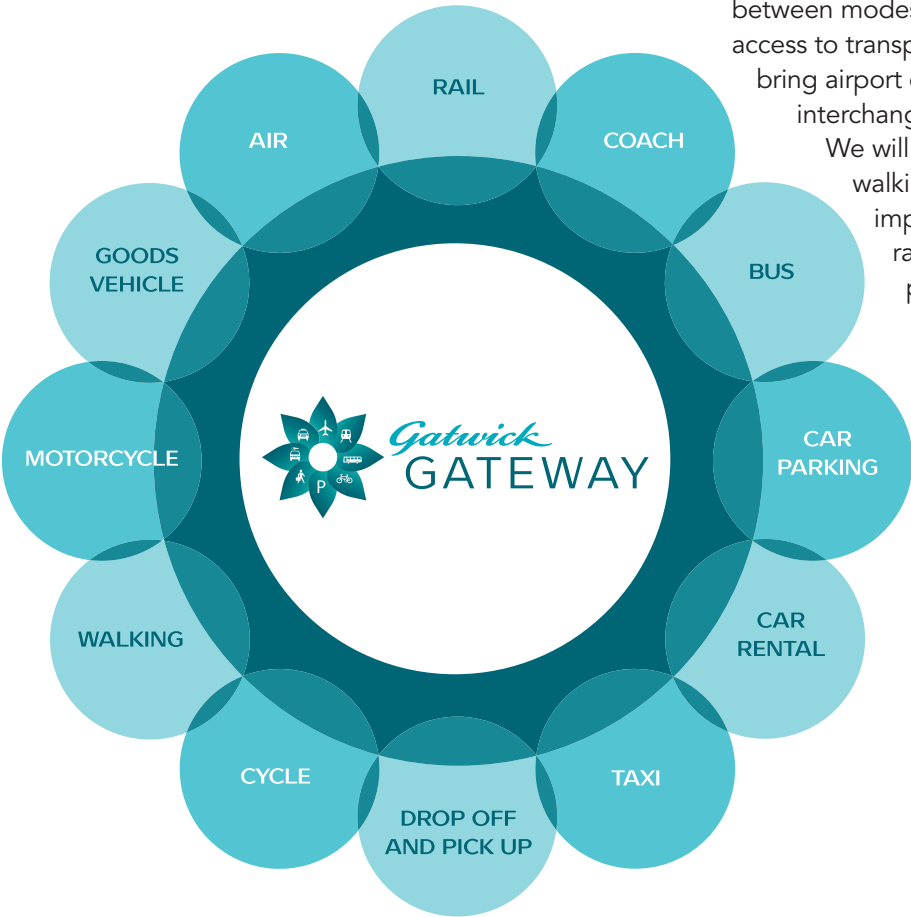 between modes
access to transp
bring airport
interchang
We will
walki
imp
ra
RAIL
COACH
BUS
CAR
PARKING
CAR
RENTAL
TAXI
DROP OFF
AND PICK UP
CYCLE
WALKING
MOTORCYCLE
GOODS
VEHICLE
AIR
Gatwick
GATEWAY
P